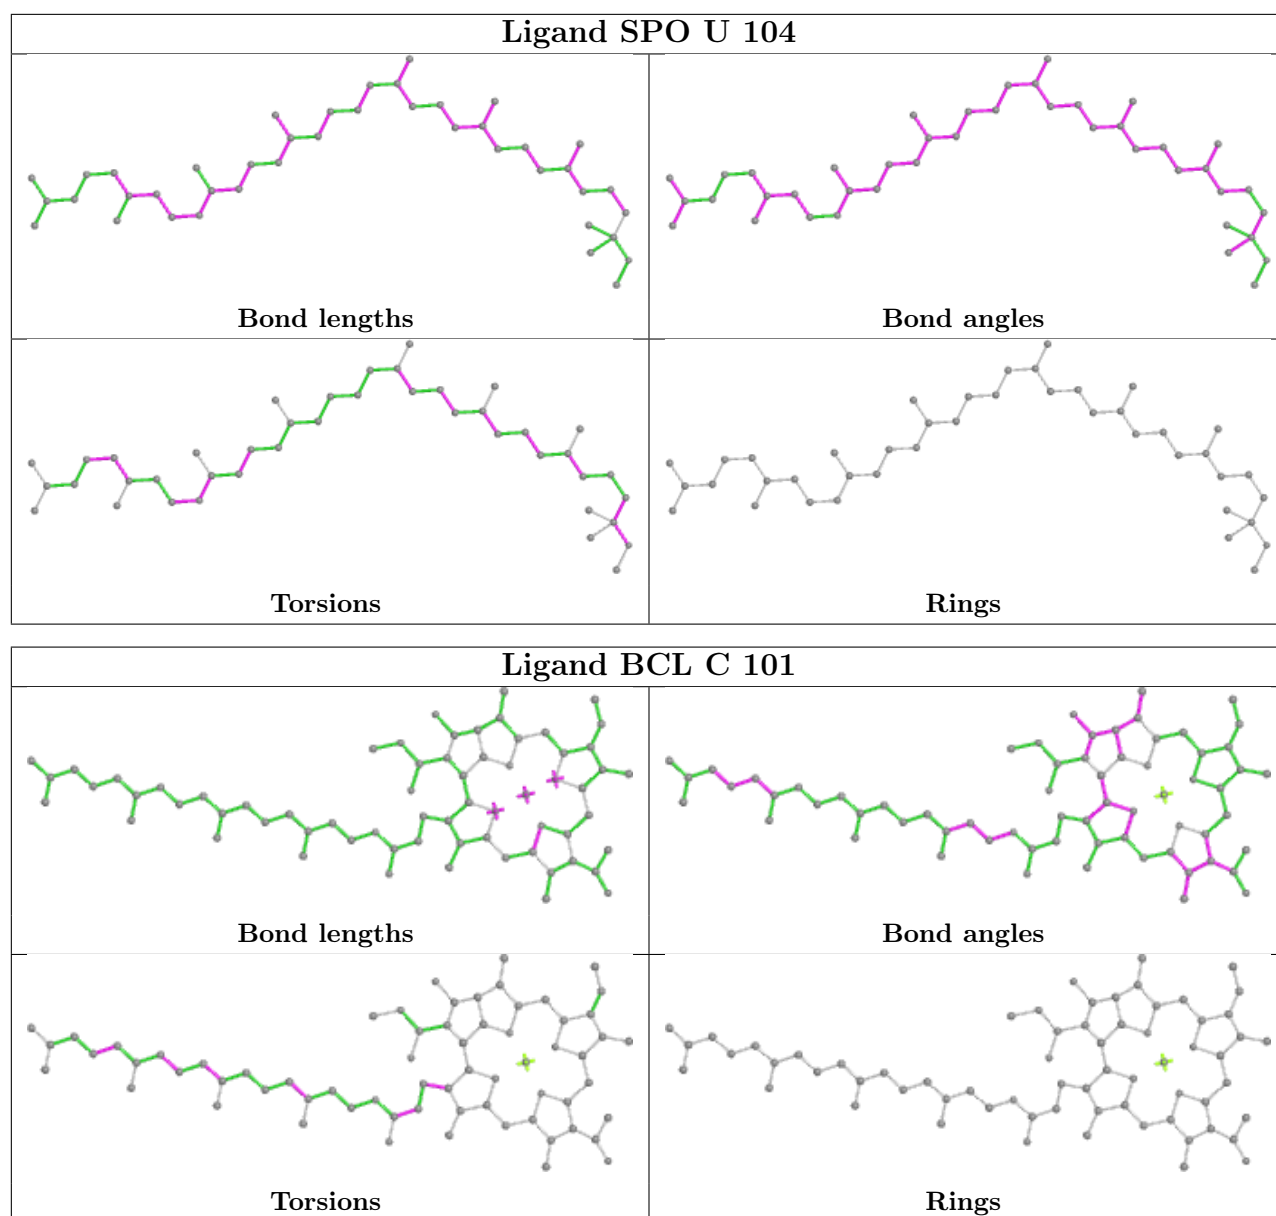 Ligand SPO U 104
Bond lengths
Bond angles
Torsions
Rings
Ligand BCL C 101
Bond lengths
Bond angles
Torsions
Rings